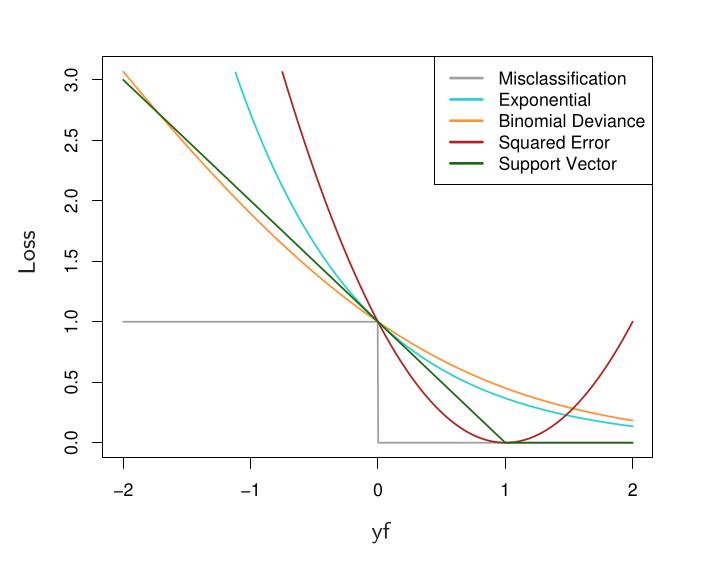 Misclassification
Exponential
Binomial Deviance
Squared Error
Support Vector
Loss
3.0
2.5
2.0
1.5
1.0
0.5
0.0
−2 −1 0 1 2
yf